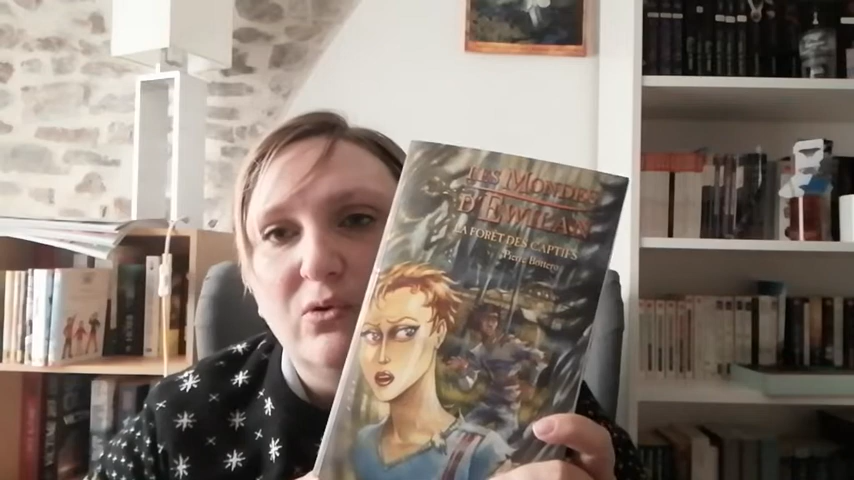 LES MONDES
D'EWILAN
LA FORÊT DES CAPTIFS
Pierre Bottero